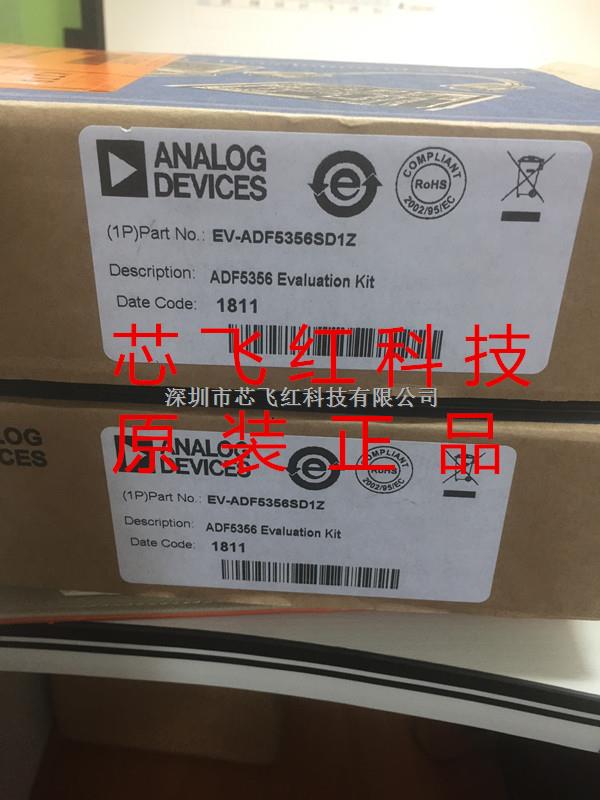 ANALOG
DEVICES
COMPLIANT
RoHS
2002/95/EC
(1P)Part No.: EV-ADF5356SD1Z
Description: ADF5356 Evaluation Kit
Date Code: 1811
芯飞红科技
深圳市芯飞红科技有限公司
原装正品
ALOG
ICES
ANALOG
DEVICES
COMPLIANT
RoHS
2002/95/EC
(1P)Part No.: EV-ADF5356SD1Z
Description: ADF5356 Evaluation Kit
Date Code: 1811